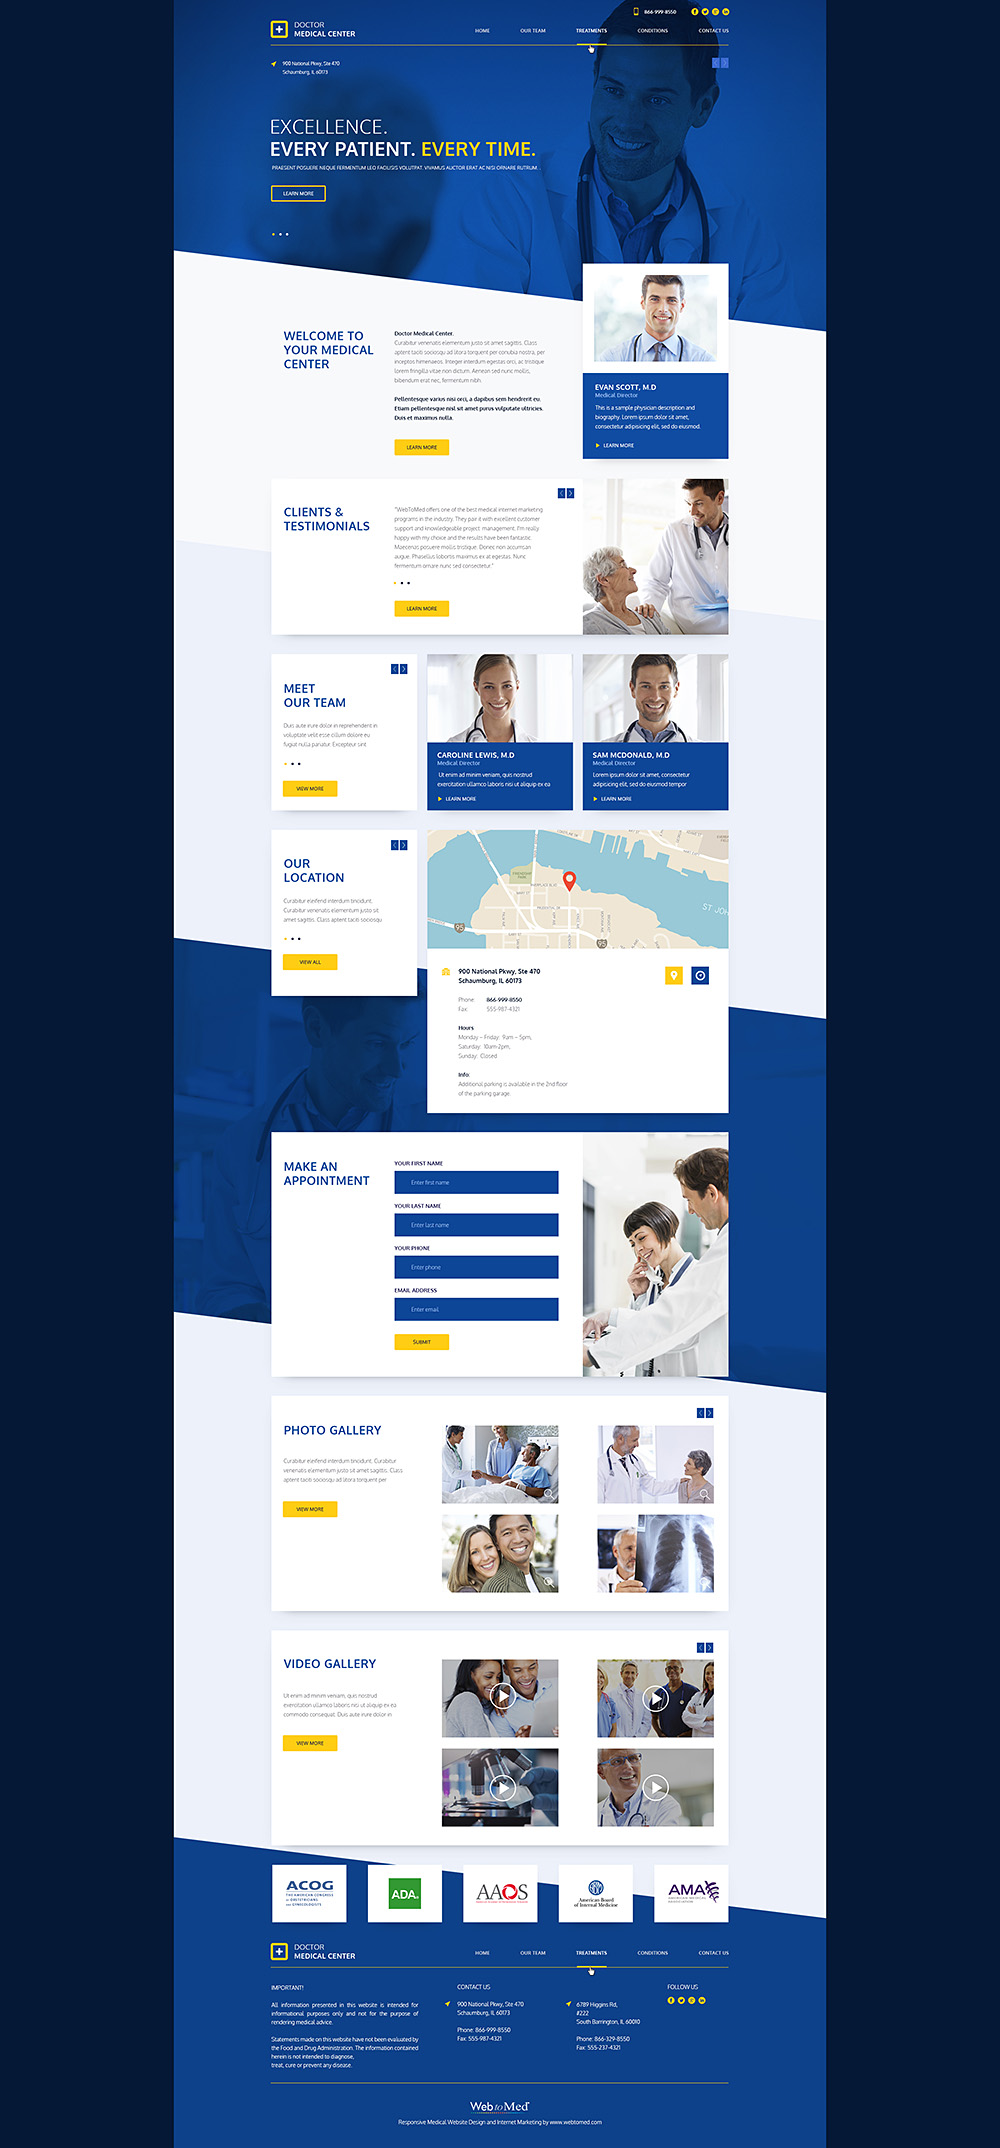 866-999-8550
DOCTOR
MEDICAL CENTER
HOME
OUR TEAM
TREATMENTS
CONDITIONS
CONTACT US
900 National Pkwy, Ste 470
Schaumburg, IL 60173
EXCELLENCE.
EVERY PATIENT. EVERY TIME.
PRAESENT POSUERE NEQUE FERMENTUM LEO FACILISIS VOLUTPAT. VIVAMUS AUCTOR ERAT AC NISI ORNARE RUTRUM...
LEARN MORE
WELCOME TO
YOUR MEDICAL
CENTER
Doctor Medical Center.
Curabitur venenatis elementum justo sit amet sagittis. Class
aptent taciti sociosqu ad litora torquent per conubia nostra, per
inceptos himenaeos. Integer interdum egestas orci, ac tristique
lorem fringilla vitae non dictum. Aenean sed nunc mollis,
bibendum erat nec, fermentum nibh.
Pellentesque varius nisi orci, a dapibus sem hendrerit eu.
Etiam pellentesque nisl sit amet purus vulputate ultricies.
Duis et maximus nulla.
LEARN MORE
EVAN SCOTT, M.D
Medical Director
This is a sample physician description and
biography. Lorem ipsum dolor sit amet,
consectetur adipisicing elit, sed do eiusmod.
LEARN MORE
CLIENTS &
TESTIMONIALS
"WebToMed offers one of the best medical internet marketing
programs in the industry. They pair it with excellent customer
support and knowledgeable project management. I'm really
happy with my choice and the results have been fantastic.
Maecenas posuere mollis tristique. Donec non accumsan
augue. Phasellus lobortis maximus ex at egestas. Nunc
fermentum ornare nunc sed consectetur."
LEARN MORE
MEET
OUR TEAM
Duis aute irure dolor in reprehenderit in
voluptate velit esse cillum dolore eu
fugiat nulla pariatur. Excepteur sint
VIEW MORE
CAROLINE LEWIS, M.D
Medical Director
Ut enim ad minim veniam, quis nostrud
exercitation ullamco laboris nisi ut aliquip ex ea
LEARN MORE
SAM MCDONALD, M.D
Medical Director
Lorem ipsum dolor sit amet, consectetur
adipisicing elit, sed do eiusmod tempor
LEARN MORE
OUR
LOCATION
Curabitur eleifend interdum tincidunt.
Curabitur venenatis elementum justo sit
amet sagittis. Class aptent taciti sociosqu
VIEW ALL
FRIENDSHIP
PARK
ST JOH
95
95
900 National Pkwy, Ste 470
Schaumburg, IL 60173
Phone: 866-999-8550
Fax: 555-987-4321
Hours
Monday – Friday: 9am – 5pm,
Saturday: 10am-2pm,
Sunday: Closed
Info:
Additional parking is available in the 2nd floor
of the parking garage.
MAKE AN
APPOINTMENT
YOUR FIRST NAME
Enter first name
YOUR LAST NAME
Enter last name
YOUR PHONE
Enter phone
EMAIL ADDRESS
Enter email
SUBMIT
PHOTO GALLERY
Curabitur eleifend interdum tincidunt. Curabitur
venenatis elementum justo sit amet sagittis. Class
aptent taciti sociosqu ad litora torquent per
VIEW MORE
VIDEO GALLERY
Ut enim ad minim veniam, quis nostrud
exercitation ullamco laboris nisi ut aliquip ex ea
commodo consequat. Duis aute irure dolor in
VIEW MORE
ACOG
THE AMERICAN CONGRESS
OF OBSTETRICIANS
AND GYNECOLOGISTS
ADA
AAOS
American Board
of Internal Medicine
AMA
AMERICAN MEDICAL
ASSOCIATION
DOCTOR
MEDICAL CENTER
HOME
OUR TEAM
TREATMENTS
CONDITIONS
CONTACT US
IMPORTANT!
All information presented in this website is intended for
informational purposes only and not for the purpose of
rendering medical advice.
Statements made on this website have not been evaluated by
the Food and Drug Administration. The information contained
herein is not intended to diagnose,
treat, cure or prevent any disease.
CONTACT US
900 National Pkwy, Ste 470
Schaumburg, IL 60173
Phone: 866-999-8550
Fax: 555-987-4321
6789 Higgins Rd,
#222
South Barrington, IL 60010
Phone: 866-329-8550
Fax: 555-237-4321
FOLLOW US
WebtoMed
Responsive Medical Website Design and Internet Marketing by www.webtomed.com